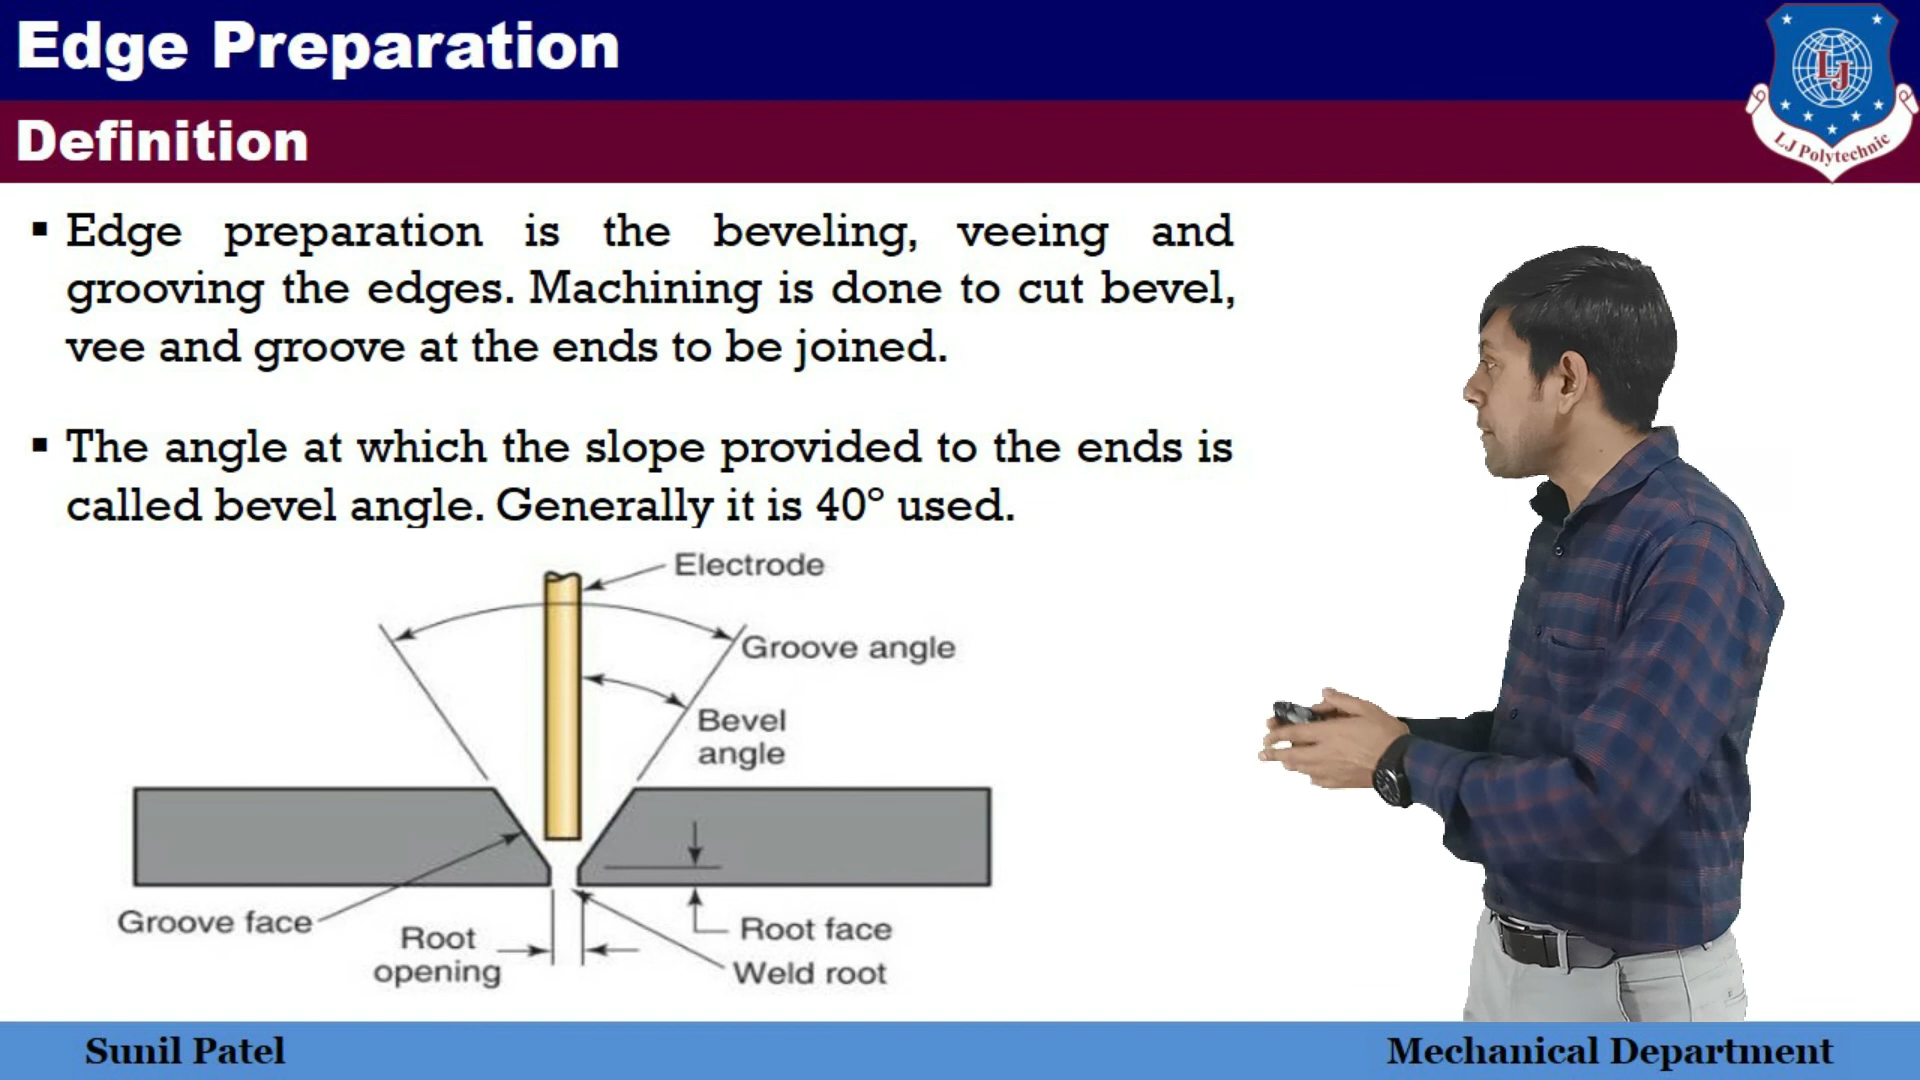 Edge Preparation
LJ
LJ Polytechnic
Definition
▪ Edge preparation is the beveling, veeing and
grooving the edges. Machining is done to cut bevel,
vee and groove at the ends to be joined.
▪ The angle at which the slope provided to the ends is
called bevel angle. Generally it is 40° used.
Electrode
Groove angle
Bevel
angle
Groove face
Root
opening
Root face
Weld root
Sunil Patel
Mechanical Department